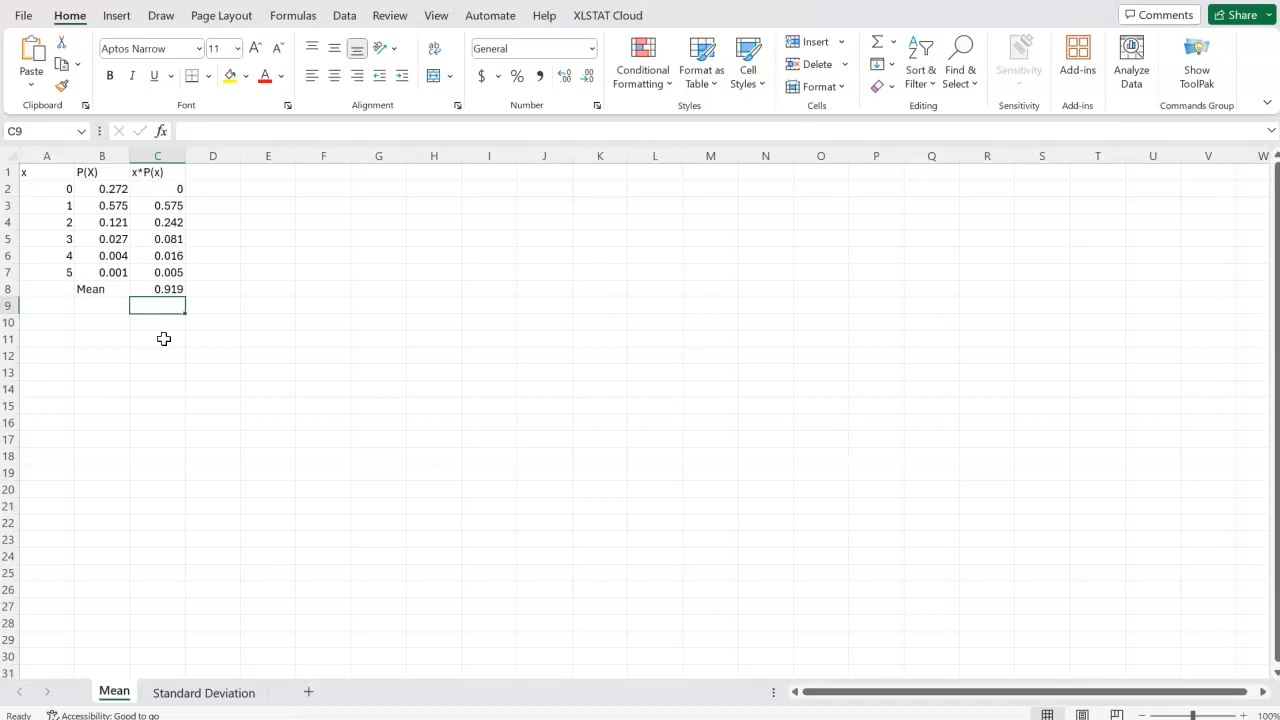 File Home Insert Draw Page Layout Formulas Data Review View Automate Help XLSTAT Cloud Comments Share
Paste
Clipboard
Aptos Narrow 11 A A
B I U A
Font
Alignment
General
$ % 9
Number
Conditional Formatting
Format as Table
Cell Styles
Styles
Insert
Delete
Format
Cells
Sort & Filter
Find & Select
Editing
Sensitivity
Sensitivity
Add-ins
Add-ins
Analyze Data
Show ToolPak
Commands Group
C9 fx
A B C D E F G H I J K L M N O P Q R S T U V W
1 x P(X) x*P(x)
2 0 0.272 0
3 1 0.575 0.575
4 2 0.121 0.242
5 3 0.027 0.081
6 4 0.004 0.016
7 5 0.001 0.005
8 Mean 0.919
9
10
11
12
13
14
15
16
17
18
19
20
21
22
23
24
25
26
27
28
29
30
31
Mean Standard Deviation
Ready Accessibility: Good to go 100%